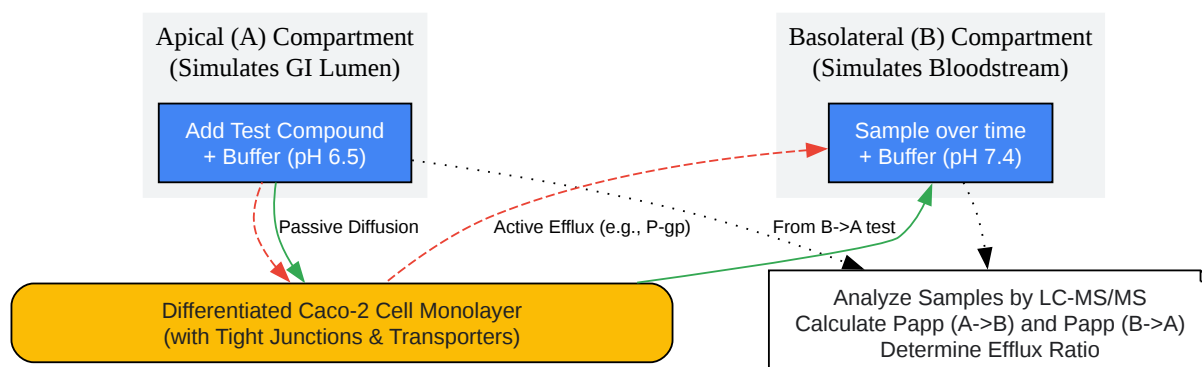 Apical (A) Compartment
(Simulates GI Lumen)
Basolateral (B) Compartment
(Simulates Bloodstream)
Add Test Compound
+ Buffer (pH 6.5)
Sample over time
+ Buffer (pH 7.4)
Passive Diffusion
Active Efflux (e.g., P-gp)
From B->A test
Differentiated Caco-2 Cell Monolayer
(with Tight Junctions & Transporters)
Analyze Samples by LC-MS/MS
Calculate Papp (A->B) and Papp (B->A)
Determine Efflux Ratio